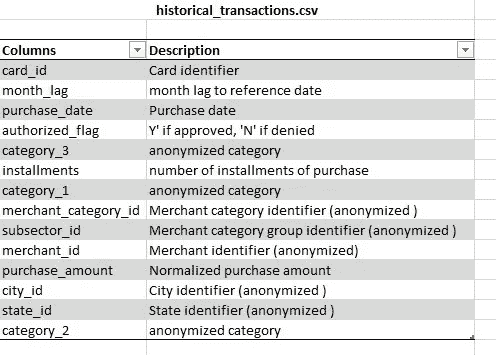 historical_transactions.csv
Columns Description
card_id Card identifier
month_lag month lag to reference date
purchase_date Purchase date
authorized_flag Y' if approved, 'N' if denied
category_3 anonymized category
installments number of installments of purchase
category_1 anonymized category
merchant_category_id Merchant category identifier (anonymized )
subsector_id Merchant category group identifier (anonymized )
merchant_id Merchant identifier (anonymized)
purchase_amount Normalized purchase amount
city_id City identifier (anonymized )
state_id State identifier (anonymized )
category_2 anonymized category